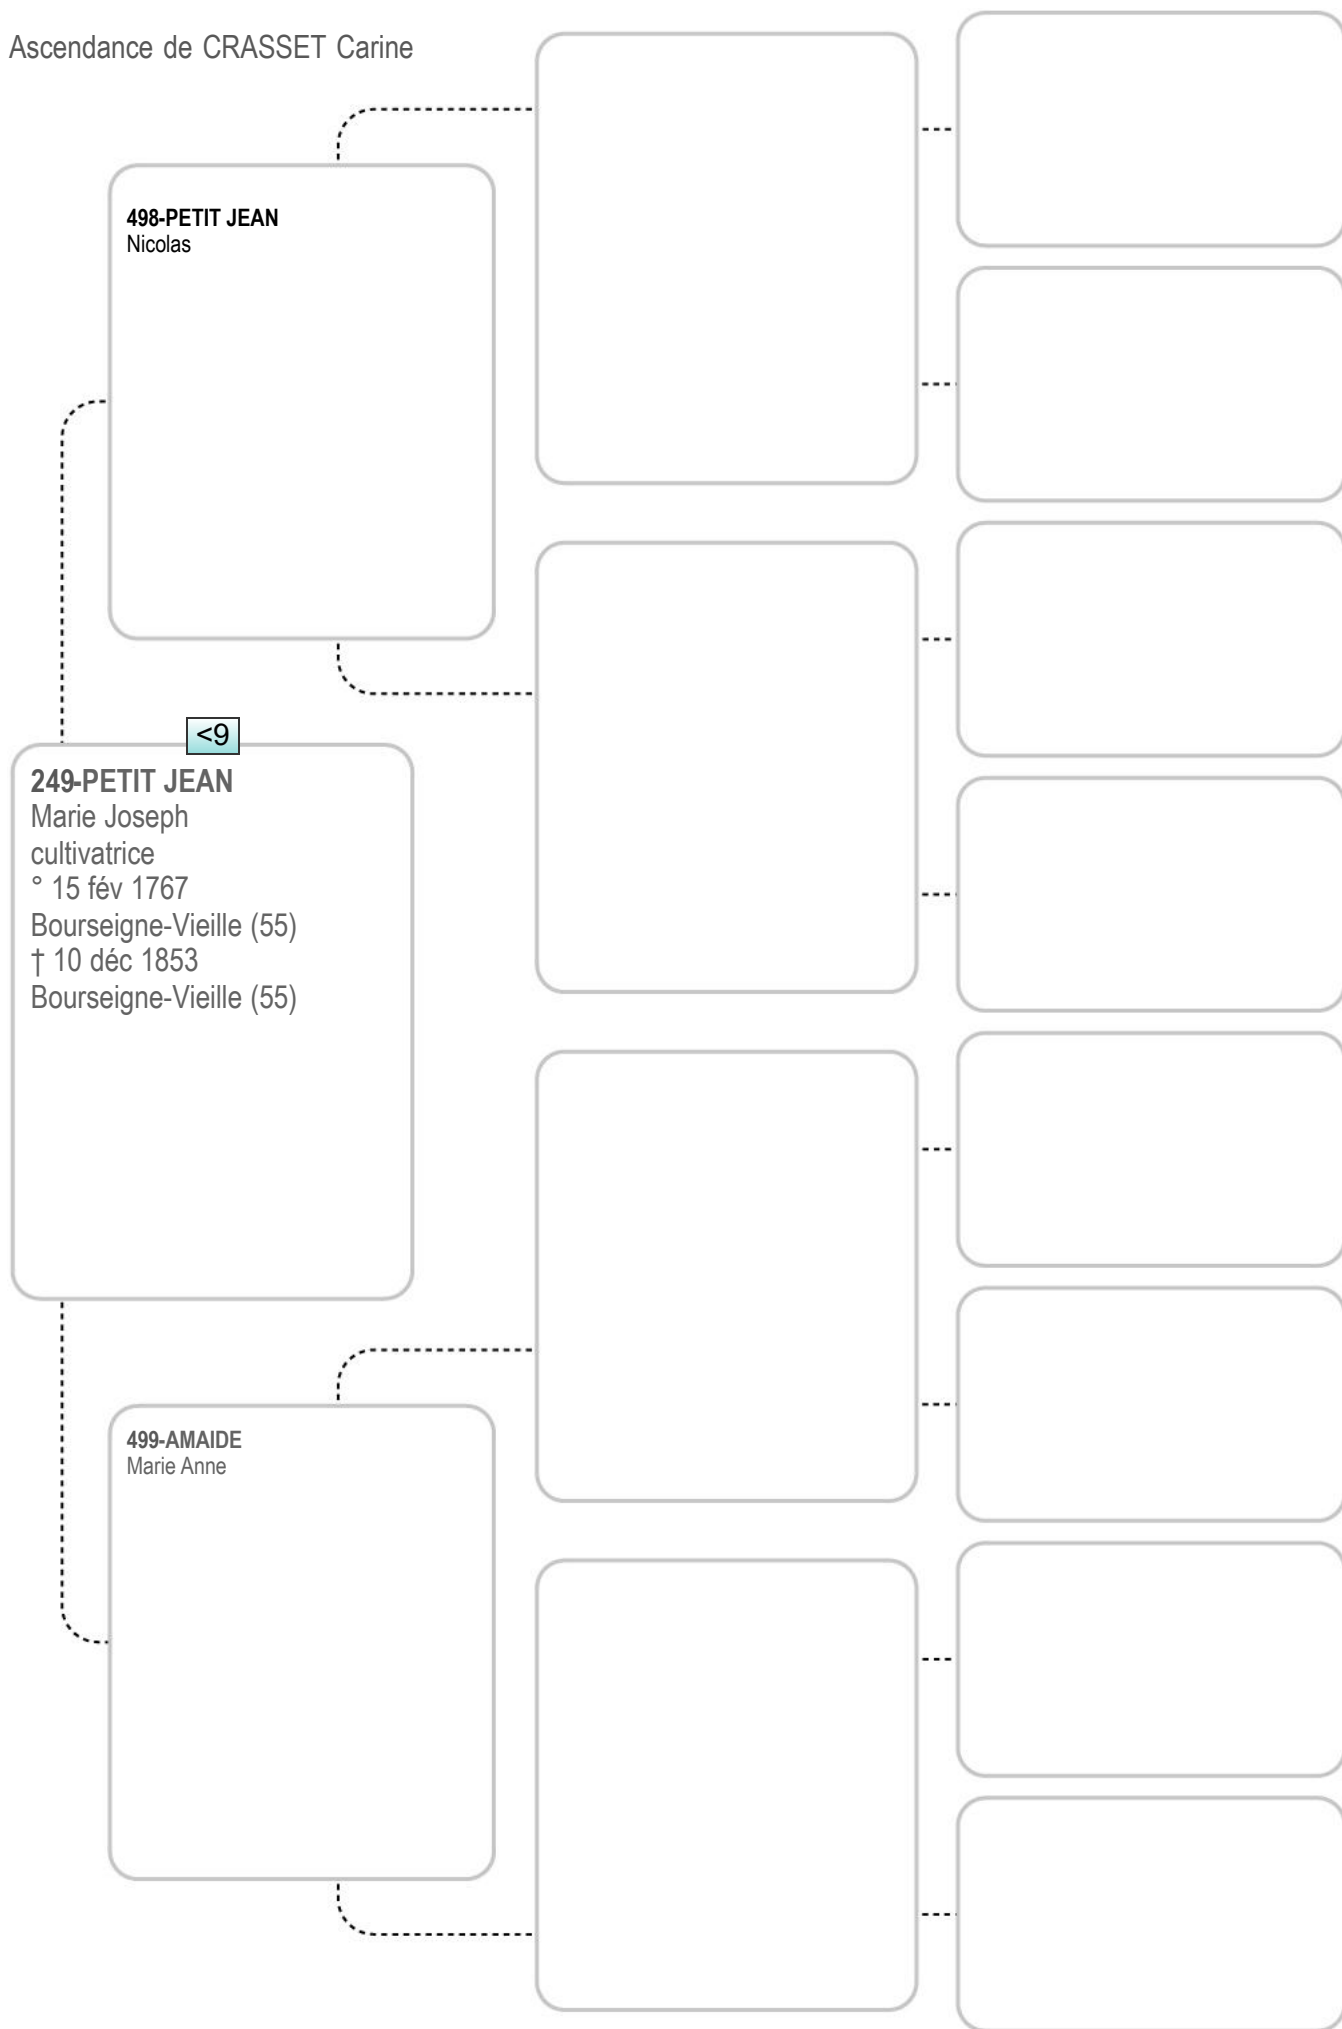 Ascendance de CRASSET Carine
498-PETIT JEAN
Nicolas
<9
249-PETIT JEAN
Marie Joseph
cultivatrice
° 15 fév 1767
Bourseigne-Vieille (55)
† 10 déc 1853
Bourseigne-Vieille (55)
499-AMAIDE
Marie Anne